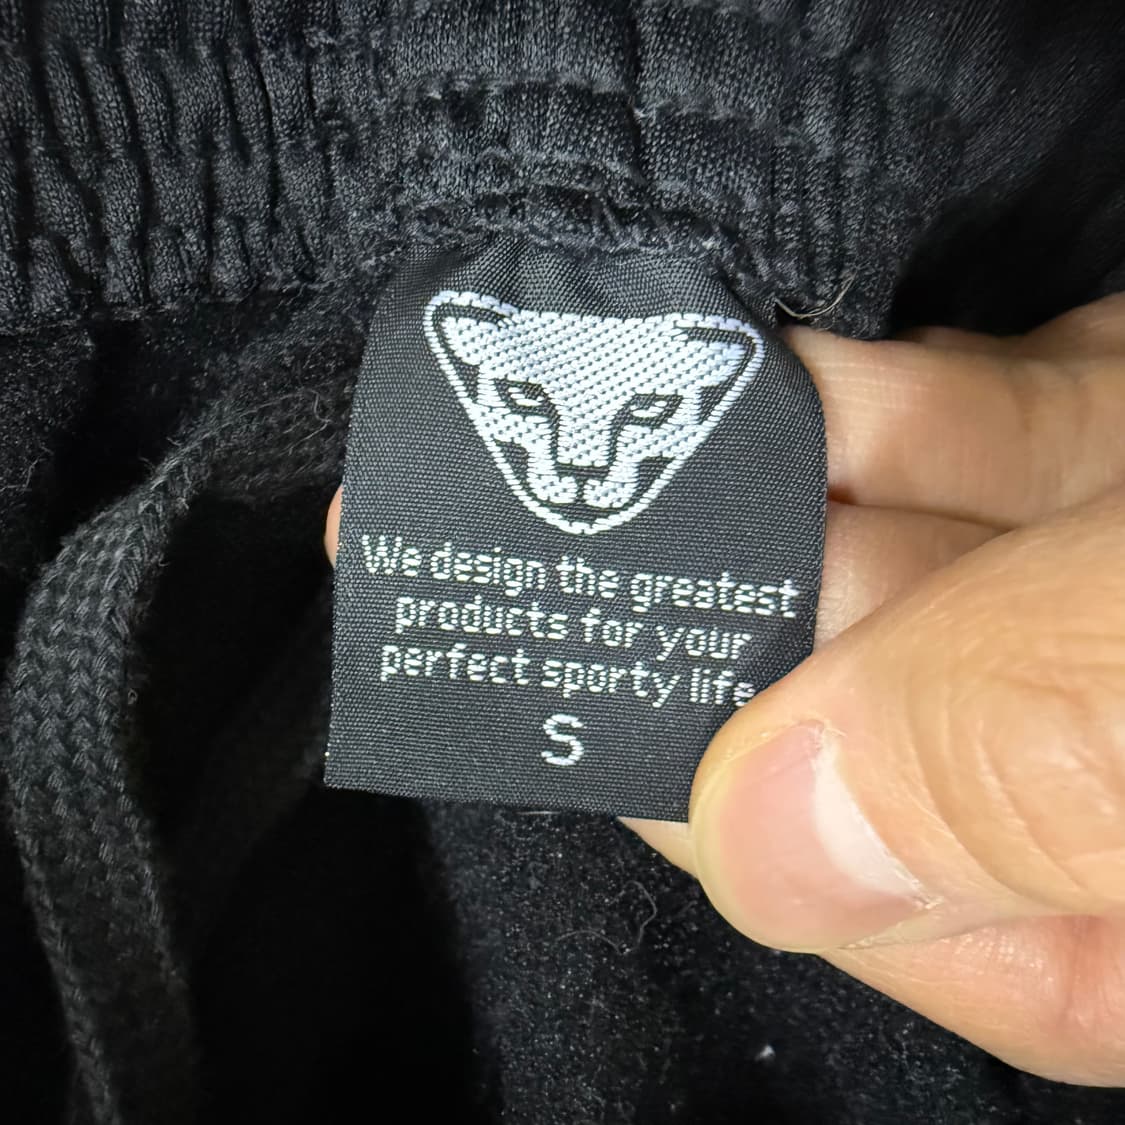 We design the greatest
products for your
perfect sporty life
S